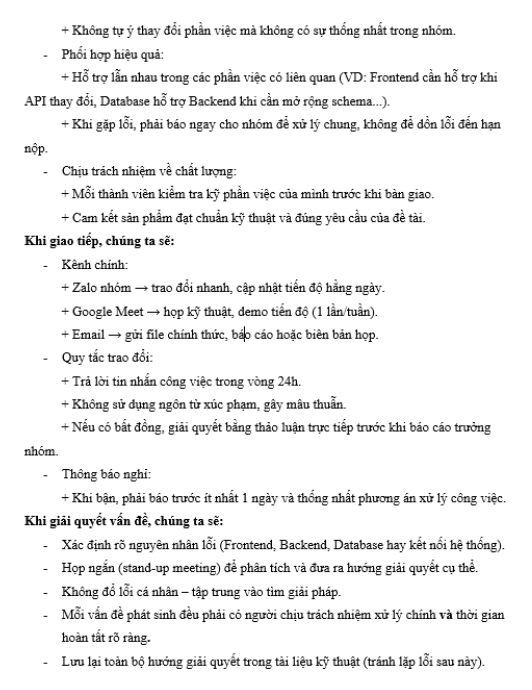 + Không tự ý thay đổi phần việc mà không có sự thống nhất trong nhóm.
- Phối hợp hiệu quả:
+ Hỗ trợ lẫn nhau trong các phần việc có liên quan (VD: Frontend cần hỗ trợ khi
API thay đổi, Database hỗ trợ Backend khi cần mở rộng schema...).
+ Khi gặp lỗi, phải báo ngay cho nhóm để xử lý chung, không để dồn lỗi đến hạn
nộp.
- Chịu trách nhiệm về chất lượng:
+ Mỗi thành viên kiểm tra kỹ phần việc của mình trước khi bàn giao.
+ Cam kết sản phẩm đạt chuẩn kỹ thuật và đúng yêu cầu của đề tài.
Khi giao tiếp, chúng ta sẽ:
- Kênh chính:
+ Zalo nhóm → trao đổi nhanh, cập nhật tiến độ hằng ngày.
+ Google Meet → họp kỹ thuật, demo tiến độ (1 lần/tuần).
+ Email → gửi file chính thức, báo cáo hoặc biên bản họp.
- Quy tắc trao đổi:
+ Trả lời tin nhắn công việc trong vòng 24h.
+ Không sử dụng ngôn từ xúc phạm, gây mâu thuẫn.
+ Nếu có bất đồng, giải quyết bằng thảo luận trực tiếp trước khi báo cáo trưởng
nhóm.
- Thông báo nghỉ:
+ Khi bận, phải báo trước ít nhất 1 ngày và thống nhất phương án xử lý công việc.
Khi giải quyết vấn đề, chúng ta sẽ:
- Xác định rõ nguyên nhân lỗi (Frontend, Backend, Database hay kết nối hệ thống).
- Họp ngắn (stand-up meeting) để phân tích và đưa ra hướng giải quyết cụ thể.
- Không đổ lỗi cá nhân – tập trung vào tìm giải pháp.
- Mỗi vấn đề phát sinh đều phải có người chịu trách nhiệm xử lý chính và thời gian
hoàn tất rõ ràng.
- Lưu lại toàn bộ hướng giải quyết trong tài liệu kỹ thuật (tránh lặp lỗi sau này).